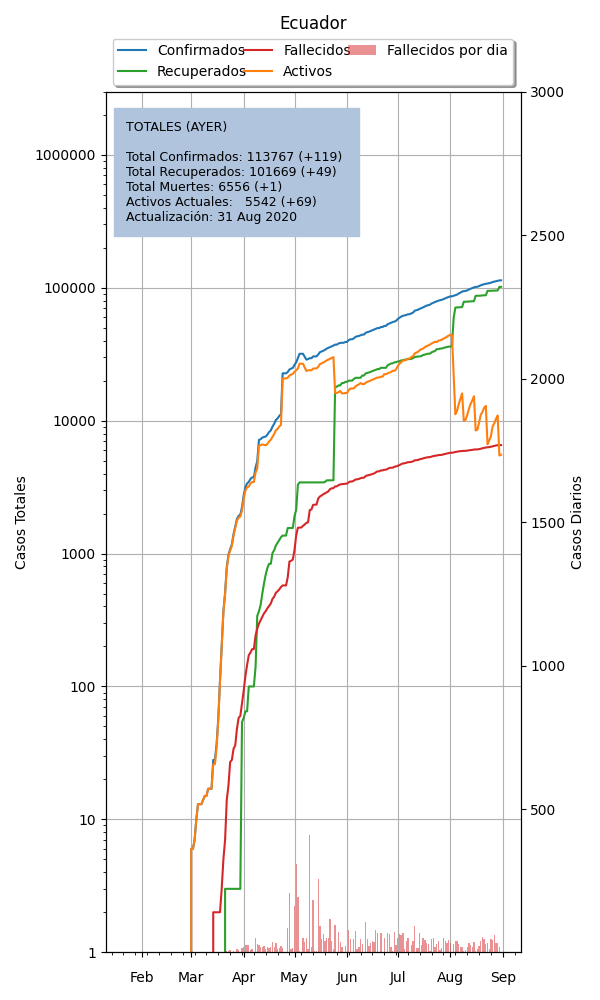 Ecuador
Confirmados Fallecidos Fallecidos por dia
Recuperados Activos
TOTALES (AYER)
Total Confirmados: 113767 (+119)
Total Recuperados: 101669 (+49)
Total Muertes: 6556 (+1)
Activos Actuales: 5542 (+69)
Actualización: 31 Aug 2020
Casos Totales
1000000
100000
10000
1000
100
10
1
3000
2500
2000
1500
1000
500
Casos Diarios
Feb Mar Apr May Jun Jul Aug Sep